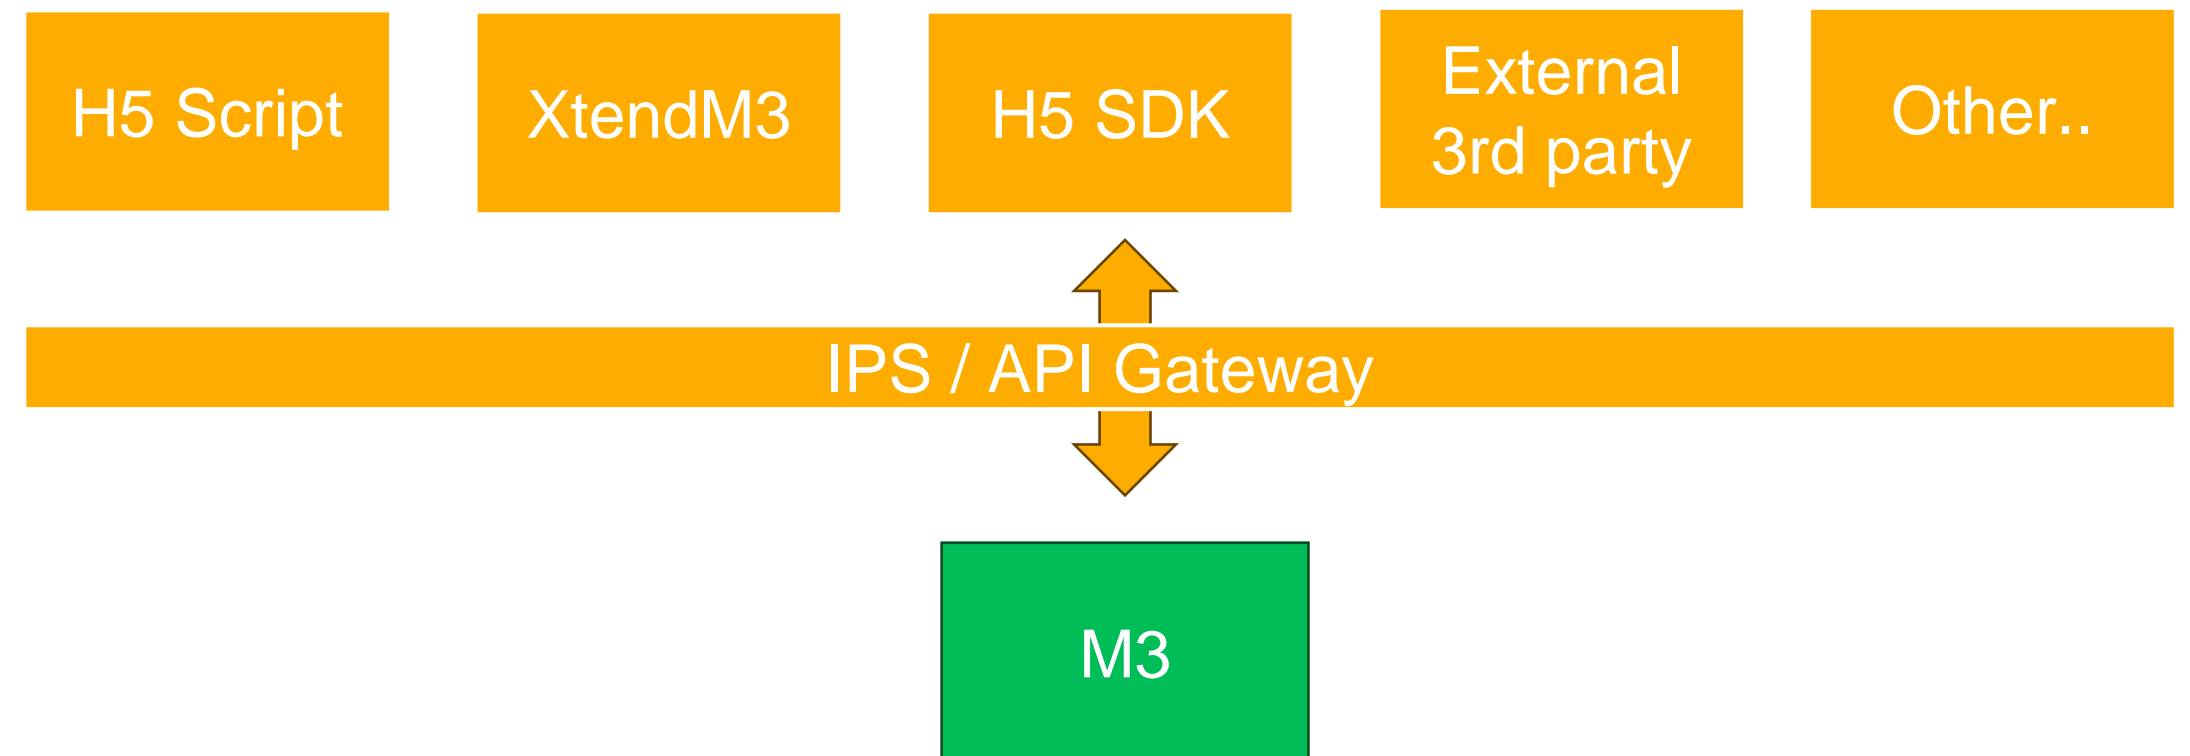 H5 Script
XtendM3
H5 SDK
External
3rd party
Other..
IPS / API Gateway
M3